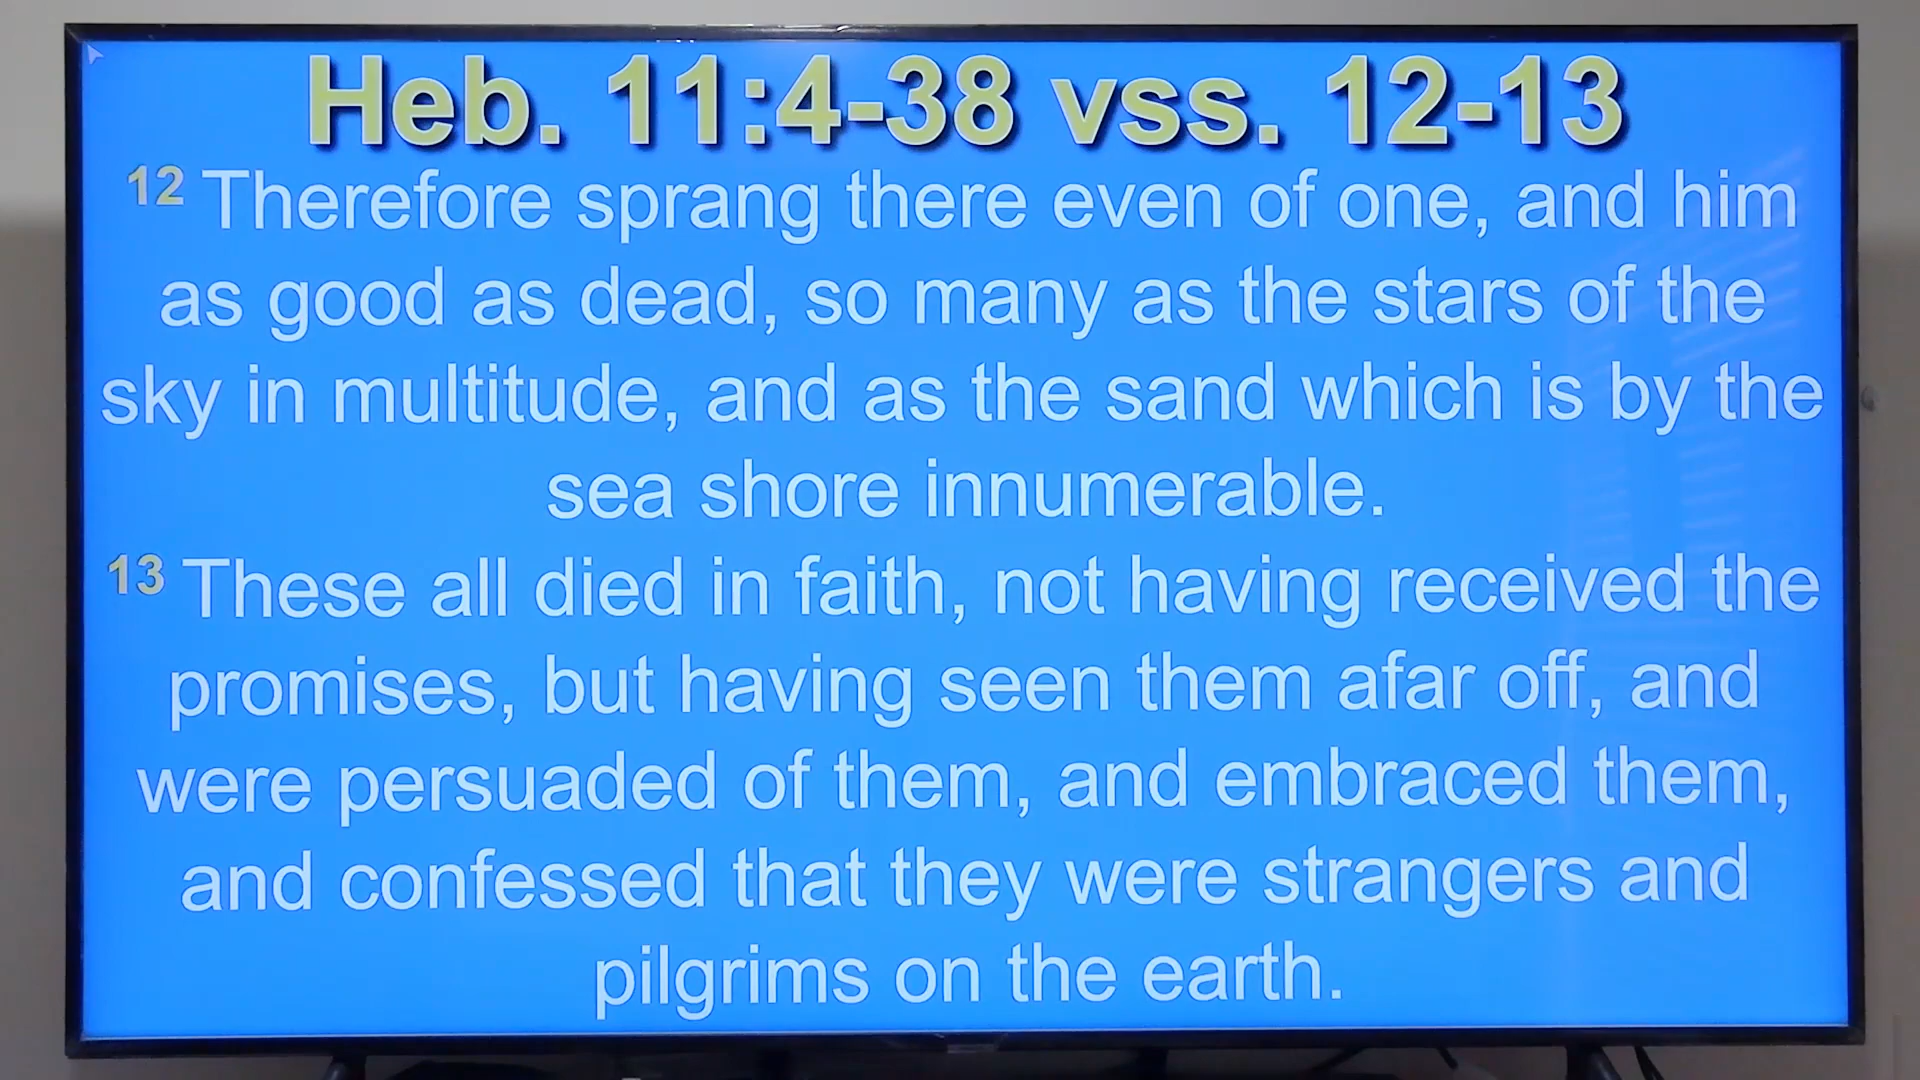 Heb. 11:4-38 vss. 12-13
12 Therefore sprang there even of one, and him
as good as dead, so many as the stars of the
sky in multitude, and as the sand which is by the
sea shore innumerable.
13 These all died in faith, not having received the
promises, but having seen them afar off, and
were persuaded of them, and embraced them,
and confessed that they were strangers and
pilgrims on the earth.